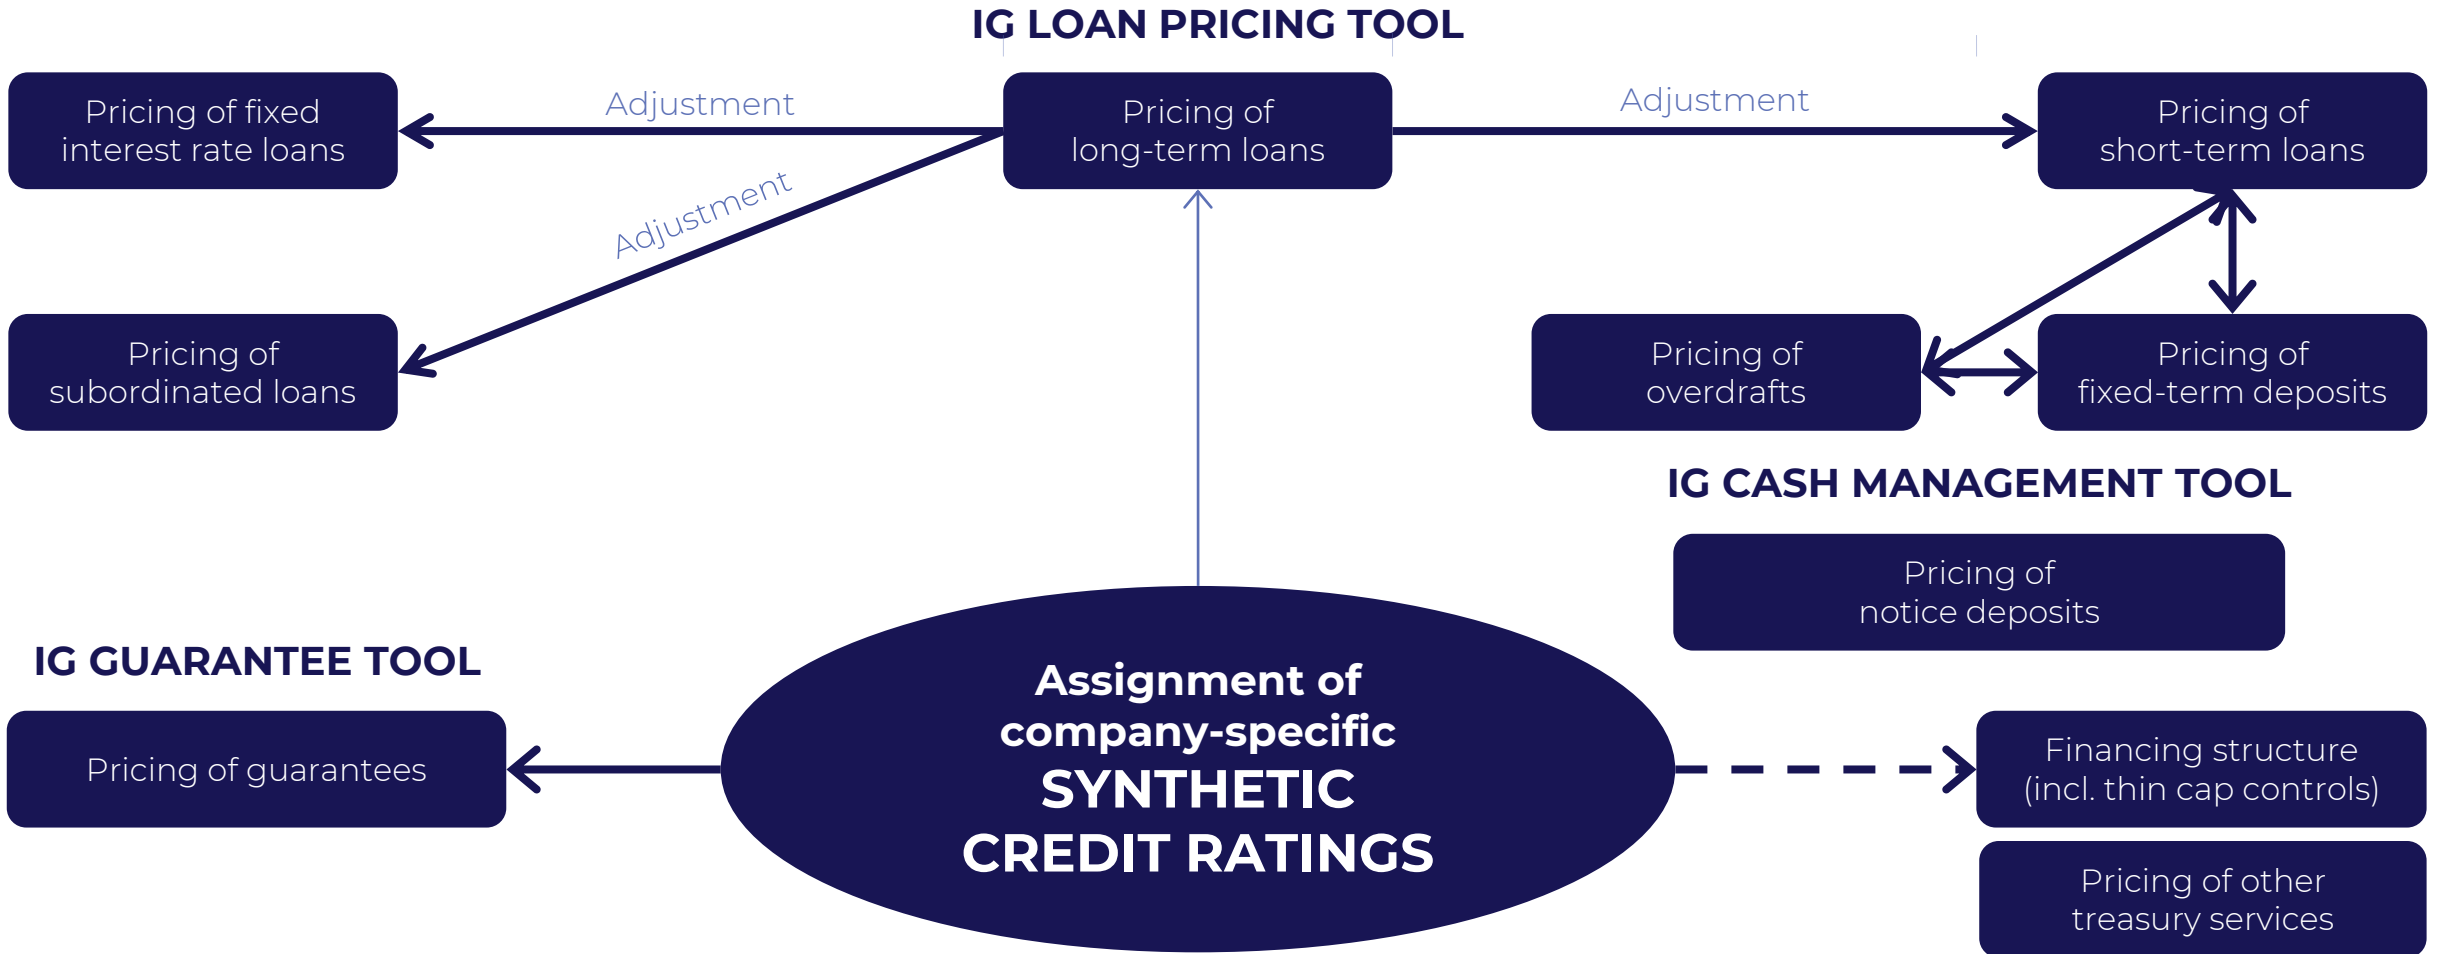 IG LOAN PRICING TOOL
Pricing of fixed
interest rate loans
Adjustment
Pricing of
long-term loans
Adjustment
Pricing of
short-term loans
Adjustment
Pricing of
subordinated loans
Pricing of
overdrafts
Pricing of
fixed-term deposits
IG CASH MANAGEMENT TOOL
Pricing of
notice deposits
IG GUARANTEE TOOL
Pricing of guarantees
Assignment of
company-specific
SYNTHETIC
CREDIT RATINGS
Financing structure
(incl. thin cap controls)
Pricing of other
treasury services